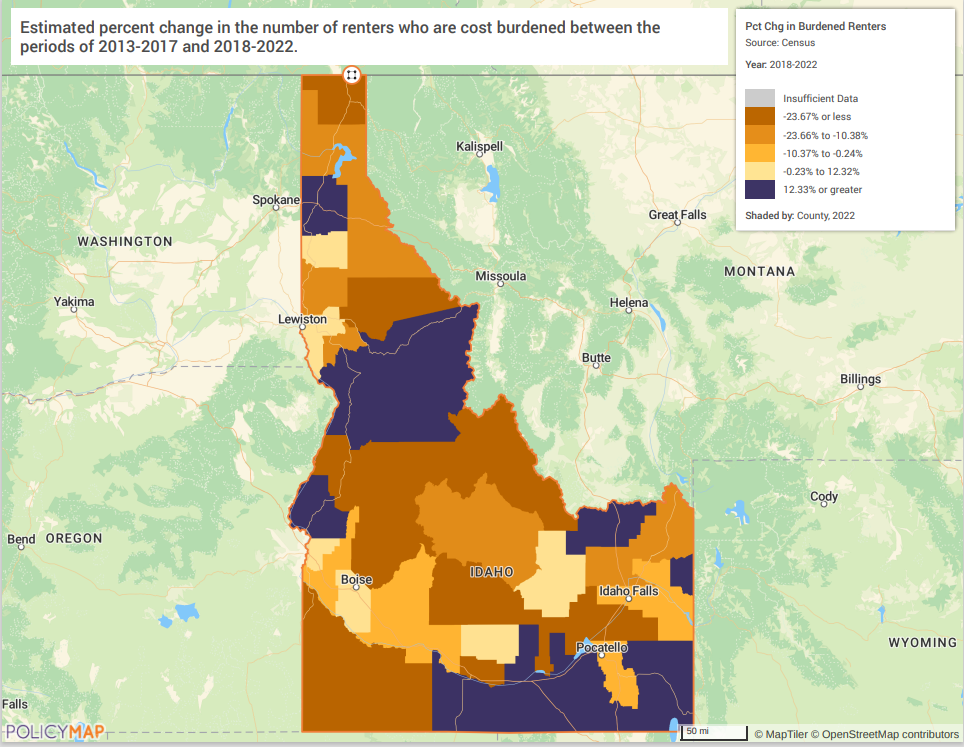 Estimated percent change in the number of renters who are cost burdened between the
periods of 2013-2017 and 2018-2022.
Pct Chg in Burdened Renters
Source: Census
Year: 2018-2022
Insufficient Data
-23.67% or less
-23.66% to -10.38%
-10.37% to -0.24%
-0.23% to 12.32%
12.33% or greater
Shaded by: County, 2022
Kalispell
Spokane
Great Falls
WASHINGTON
MONTANA
Missoula
Yakima
Helena
Lewiston
Butte
Billings
Cody
Bend
OREGON
IDAHO
Boise
Idaho Falls
WYOMING
Pocatello
Falls
POLICYMAP
50 mi
© MapTiler © OpenStreetMap contributors